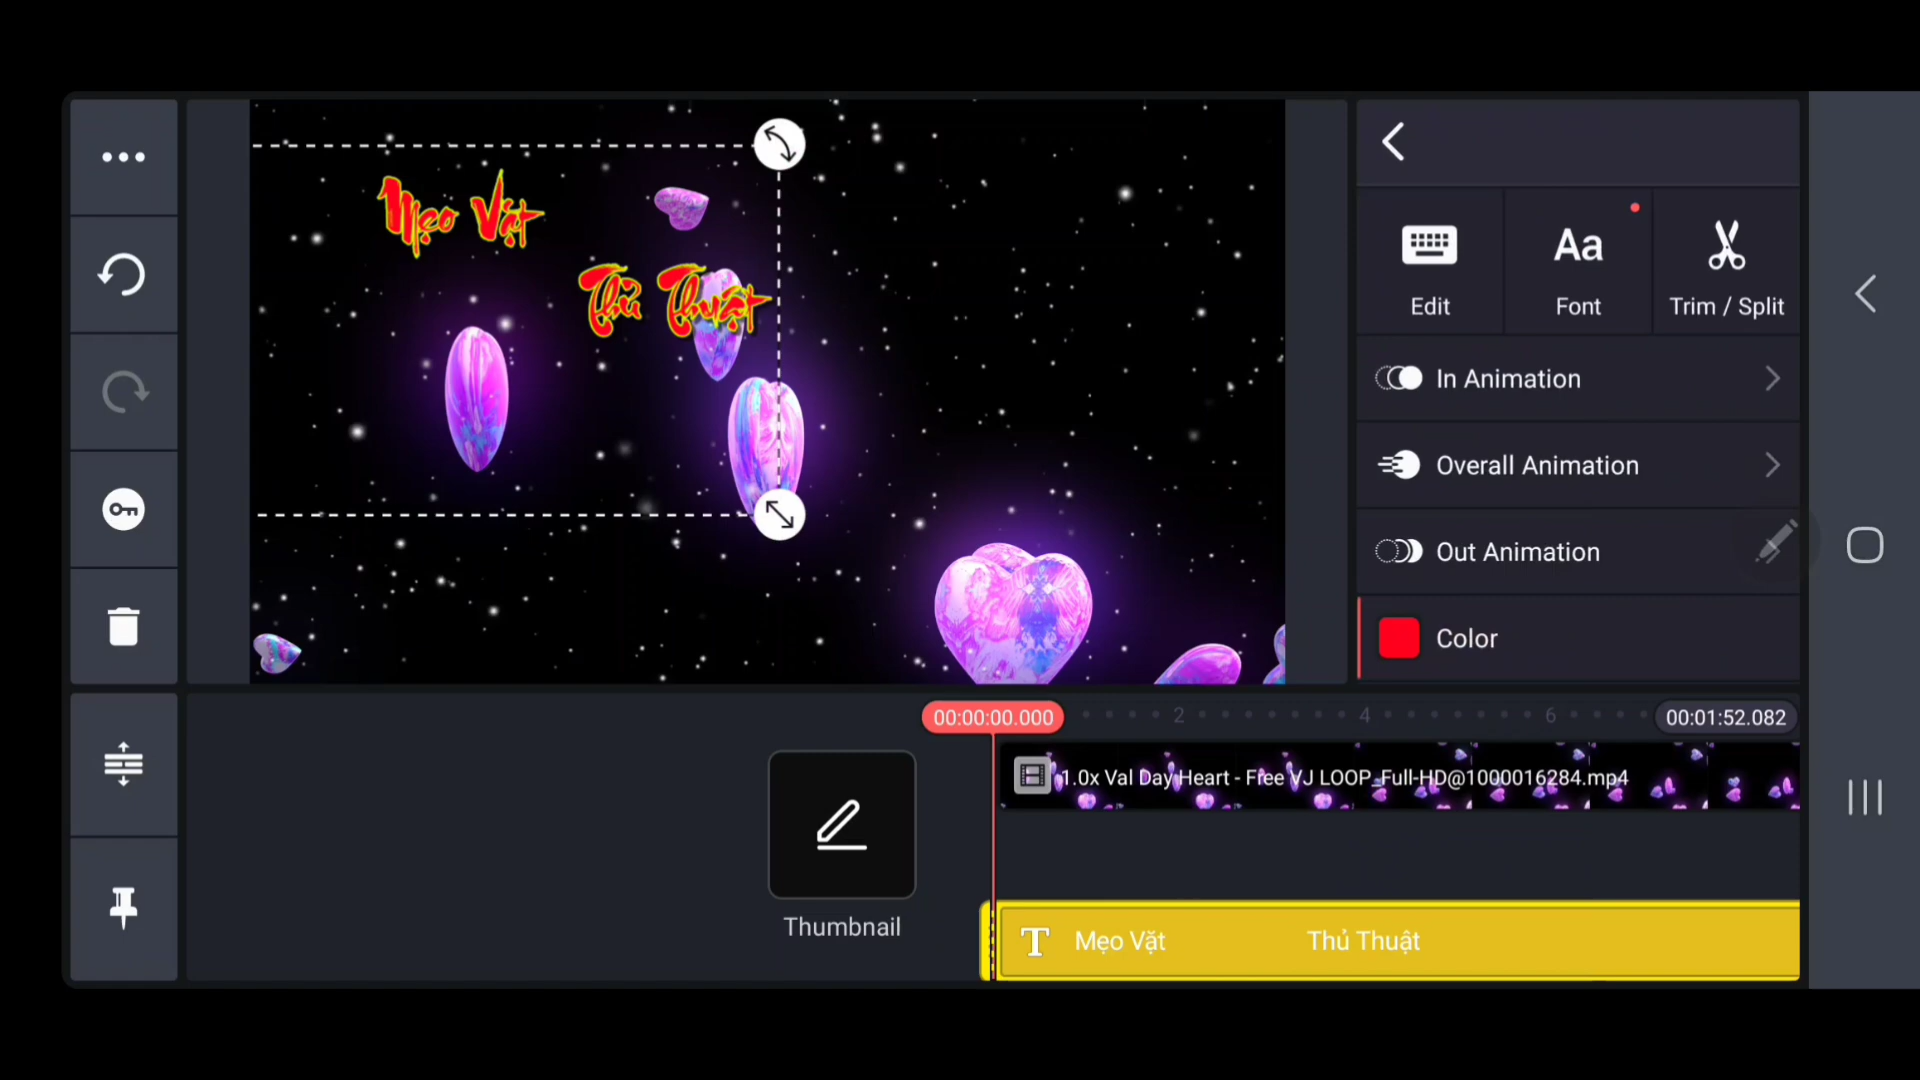 Mẹo Vặt
Thủ Thuật
Edit
Aa
Font
Trim / Split
In Animation
Overall Animation
Out Animation
Color
00:00:00.000
2
4
6
00:01:52.082
1.0x Val Day Heart - Free VJ LOOP_Full-HD@1000016284.mp4
Thumbnail
T Mẹo Vặt Thủ Thuật